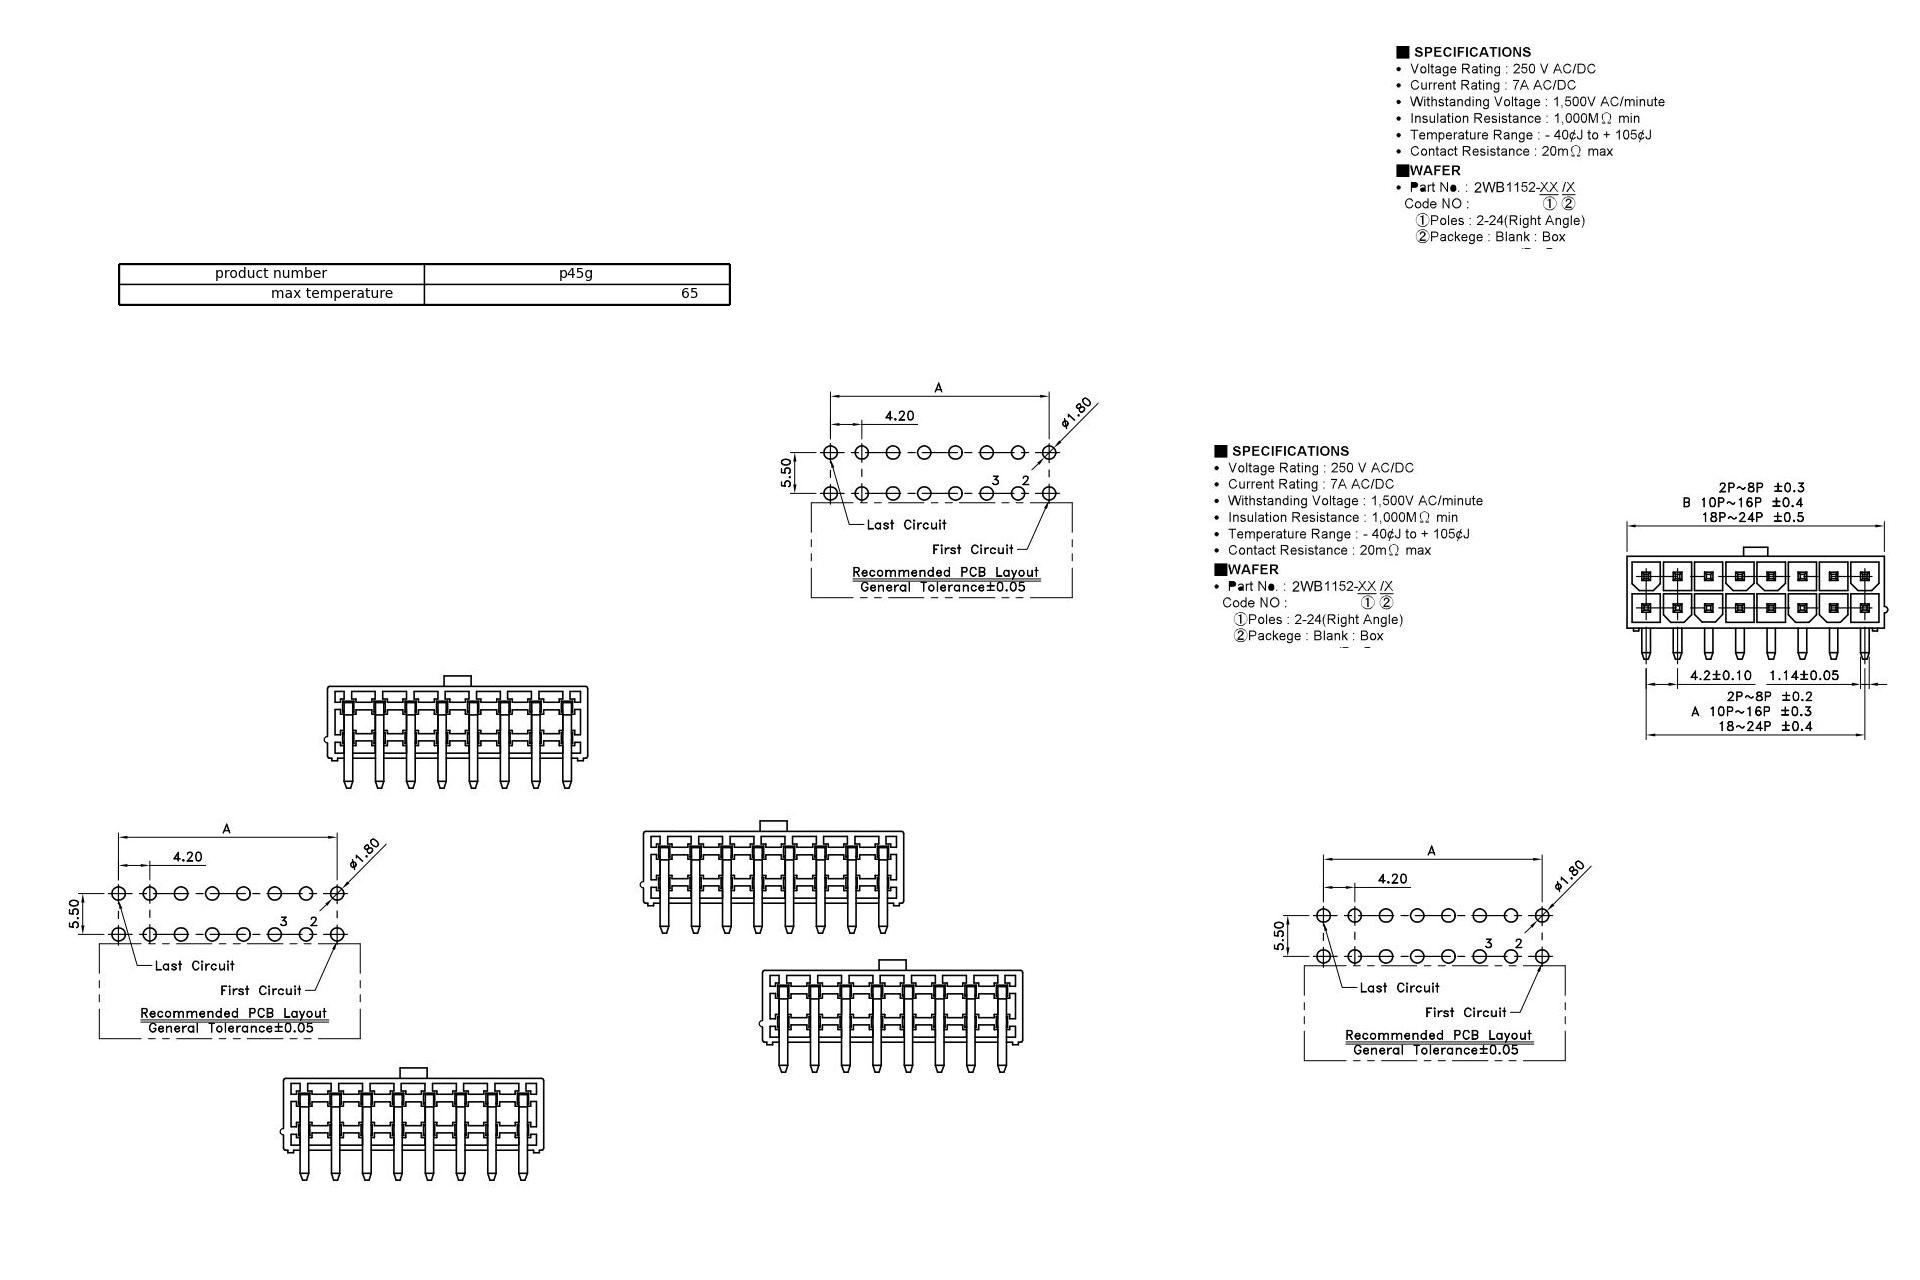 ■ SPECIFICATIONS
• Voltage Rating : 250 V AC/DC
• Current Rating : 7A AC/DC
• Withstanding Voltage : 1,500V AC/minute
• Insulation Resistance : 1,000MΩ min
• Temperature Range : - 40¢J to + 105¢J
• Contact Resistance : 20mΩ max
■WAFER
• Part No. : 2WB1152-XX /X
Code NO : ① ②
①Poles : 2-24(Right Angle)
②Packege : Blank : Box
product number p45g
max temperature 65
A
4.20
ø1.80
5.50
3 2
Last Circuit
First Circuit
Recommended PCB Layout
General Tolerance±0.05
■ SPECIFICATIONS
• Voltage Rating : 250 V AC/DC
• Current Rating : 7A AC/DC
• Withstanding Voltage : 1,500V AC/minute
• Insulation Resistance : 1,000MΩ min
• Temperature Range : - 40¢J to + 105¢J
• Contact Resistance : 20mΩ max
■WAFER
• Part No. : 2WB1152-XX /X
Code NO : ① ②
①Poles : 2-24(Right Angle)
②Packege : Blank : Box
2P~8P ±0.3
B 10P~16P ±0.4
18P~24P ±0.5
4.2±0.10 1.14±0.05
2P~8P ±0.2
A 10P~16P ±0.3
18~24P ±0.4
A
4.20
ø1.80
5.50
3 2
Last Circuit
First Circuit
Recommended PCB Layout
General Tolerance±0.05
A
4.20
ø1.80
5.50
3 2
Last Circuit
First Circuit
Recommended PCB Layout
General Tolerance±0.05